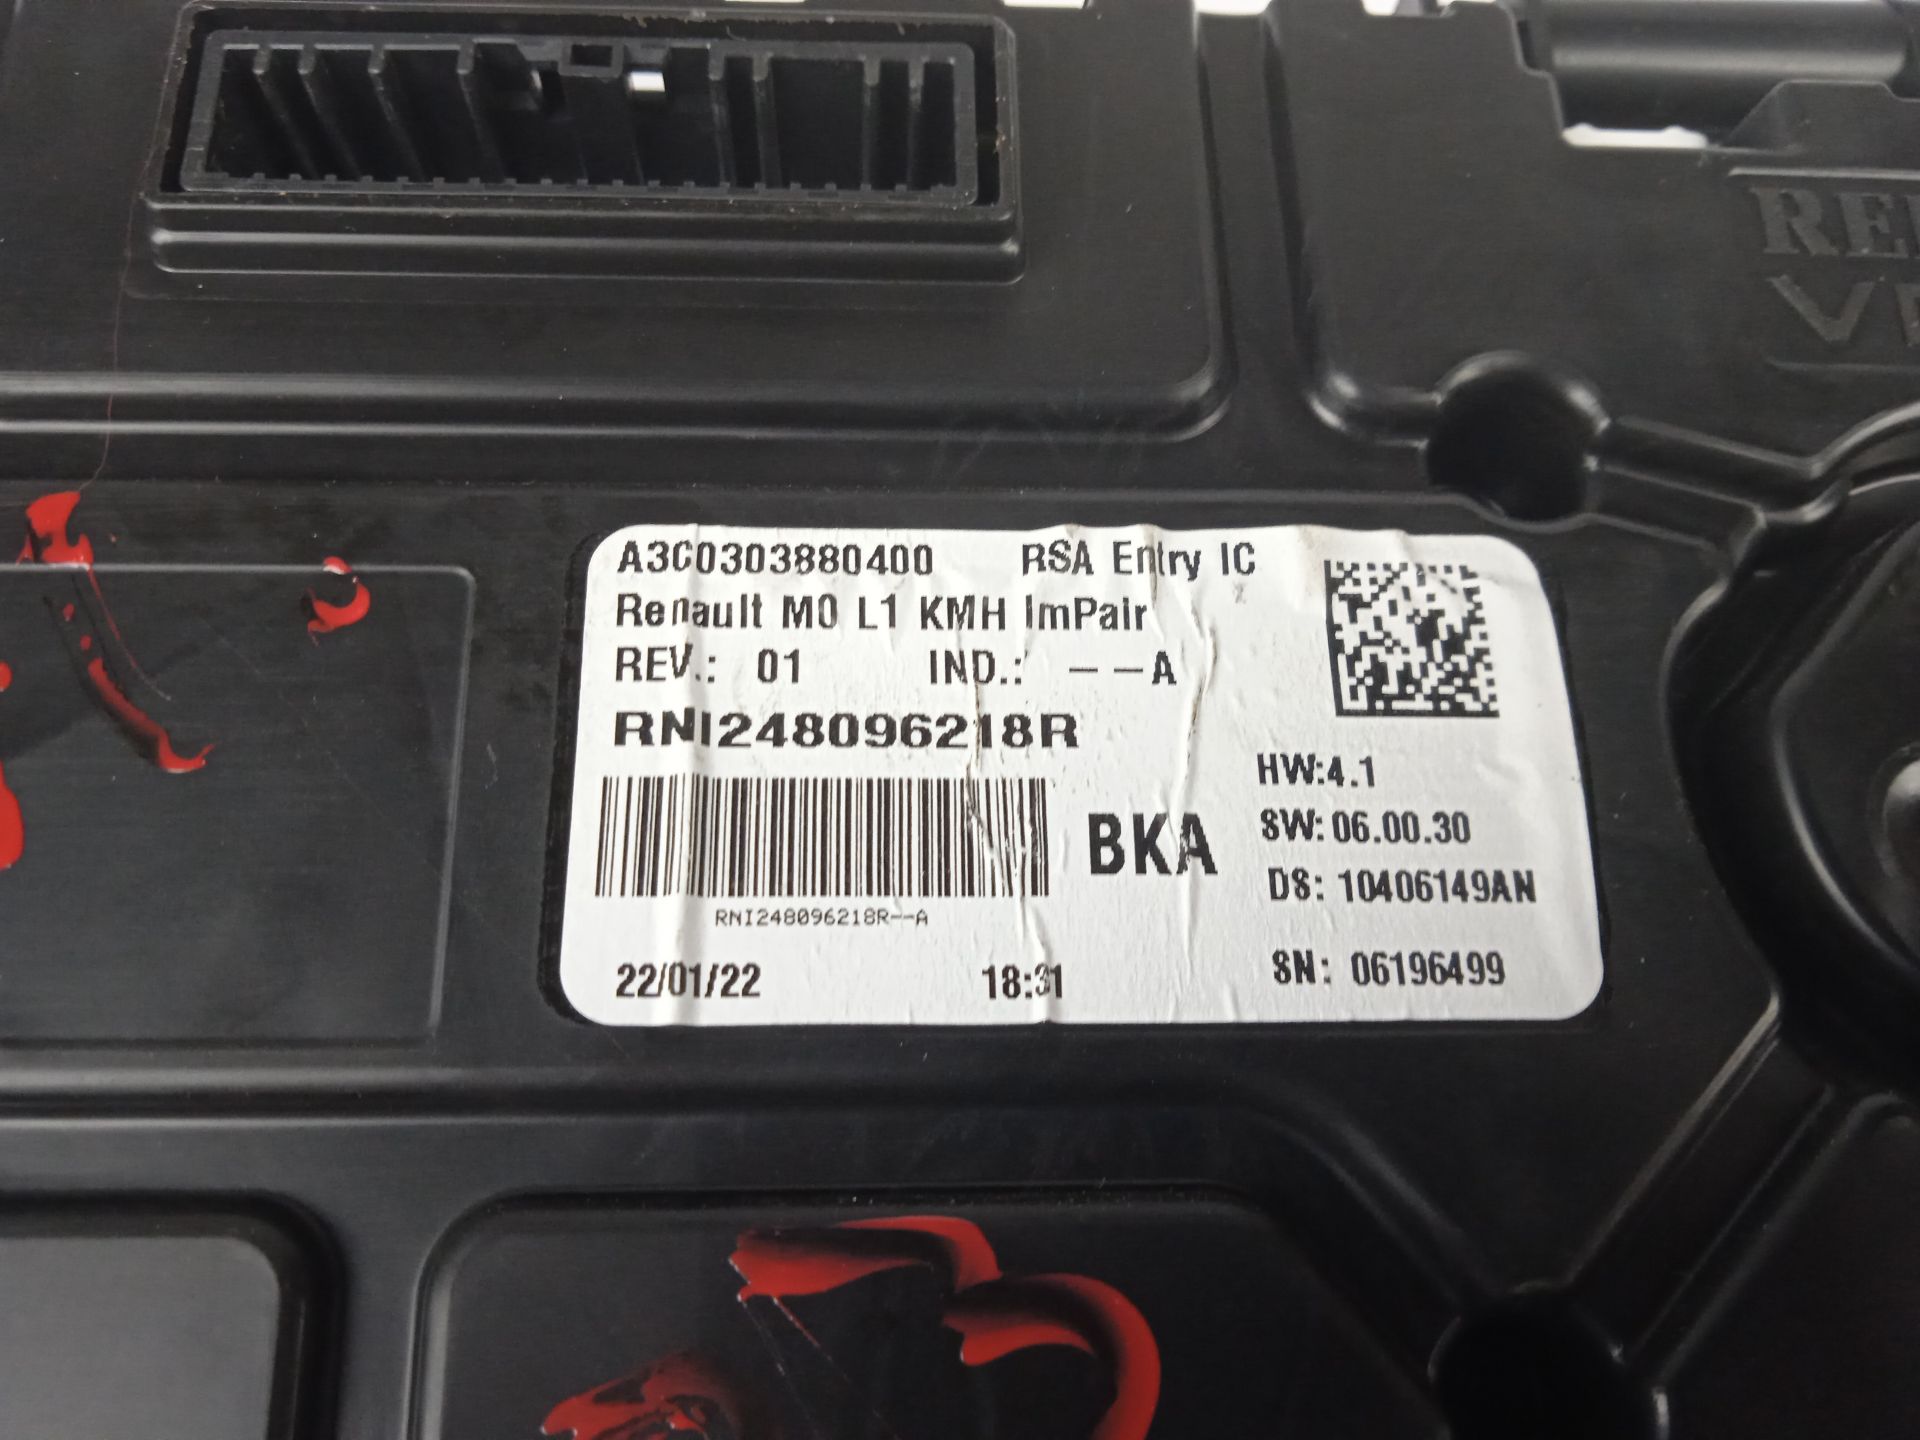 A3C0303880400 RSA Entry IC
Renault M0 L1 KMH ImPair
REV.: 01 IND.: --A
RNI248096218R
HW:4.1
BKA SW:06.00.30
DS: 10406149AN
RNI248096218R--A
22/01/22 18:31 SN: 06196499